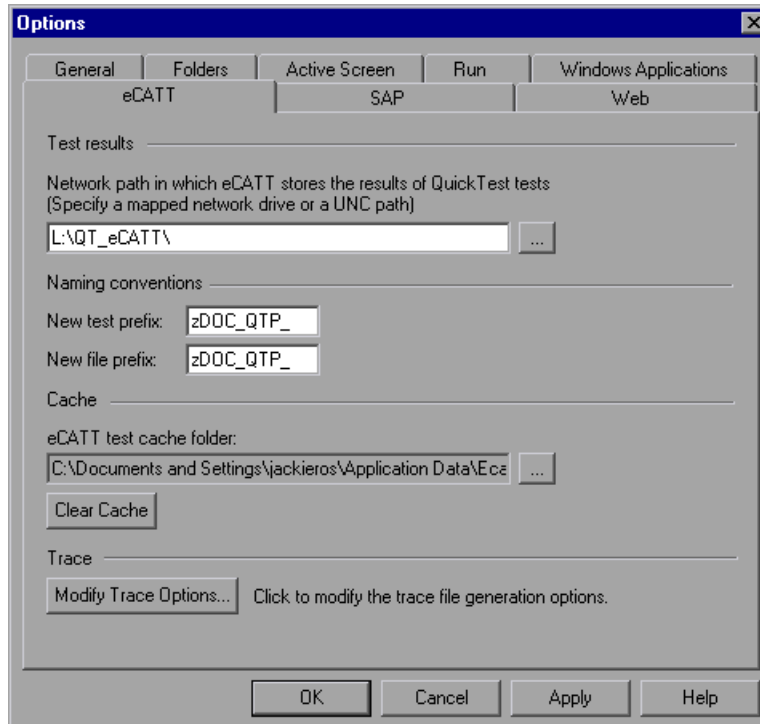 Options
General Folders Active Screen Run Windows Applications
eCATT SAP Web
Test results
Network path in which eCATT stores the results of QuickTest tests
(Specify a mapped network drive or a UNC path)
L:\QT_eCATT\ ...
Naming conventions
New test prefix: zDOC_QTP_
New file prefix: zDOC_QTP_
Cache
eCATT test cache folder:
C:\Documents and Settings\jackieros\Application Data\Eca ...
Clear Cache
Trace
Modify Trace Options... Click to modify the trace file generation options.
OK Cancel Apply Help